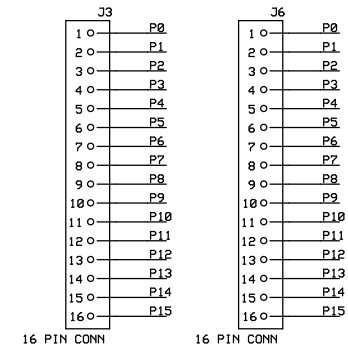 J3 J6
1 P0 1 P0
2 P1 2 P1
3 P2 3 P2
4 P3 4 P3
5 P4 5 P4
6 P5 6 P5
7 P6 7 P6
8 P7 8 P7
9 P8 9 P8
10 P9 10 P9
11 P10 11 P10
12 P11 12 P11
13 P12 13 P12
14 P13 14 P13
15 P14 15 P14
16 P15 16 P15
16 PIN CONN 16 PIN CONN